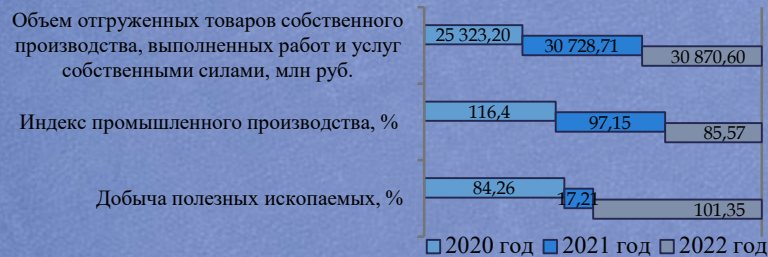 Объем отгруженных товаров собственного
производства, выполненных работ и услуг
собственными силами, млн руб.
25 323,20
30 728,71
30 870,60
Индекс промышленного производства, %
116,4
97,15
85,57
Добыча полезных ископаемых, %
84,26
17,21
101,35
2020 год 2021 год 2022 год